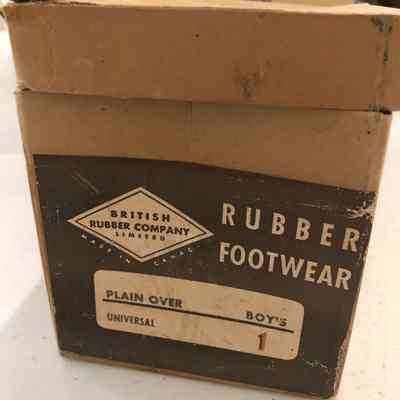 BRITISH
RUBBER COMPANY
LIMITED
MADE IN CANADA
RUBBER
FOOTWEAR
PLAIN OVER BOY'S
UNIVERSAL 1